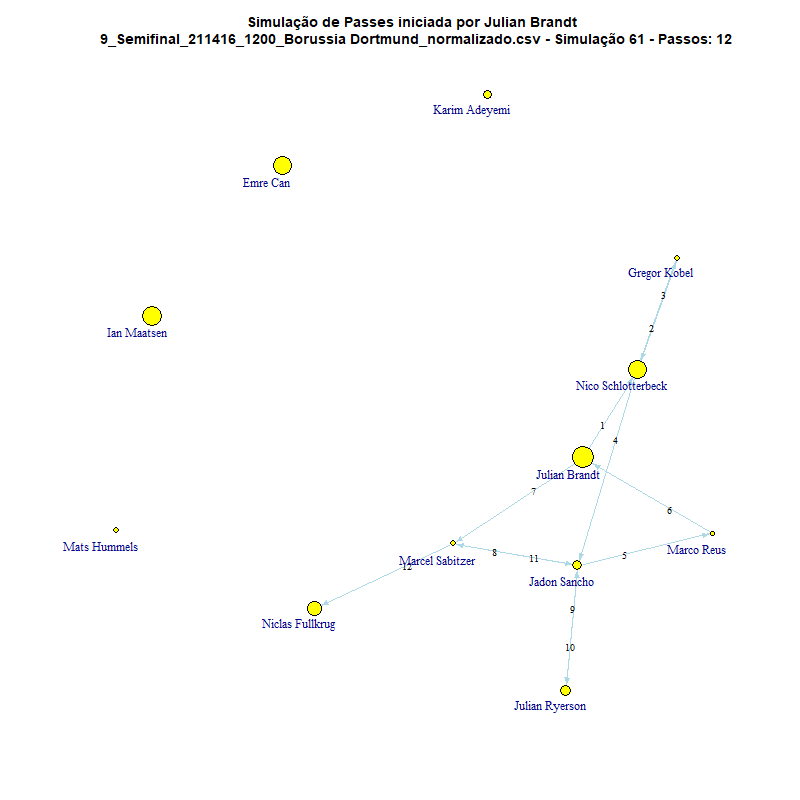 Simulação de Passes iniciada por Julian Brandt
9_Semifinal_211416_1200_Borussia Dortmund_normalizado.csv - Simulação 61 - Passos: 12
Karim Adeyemi
Emre Can
Gregor Kobel
3
Ian Maatsen
2
Nico Schlotterbeck
1
4
Julian Brandt
7
6
Mats Hummels
Marco Reus
8
11
5
Marcel Sabitzer
12
Jadon Sancho
9
Niclas Fullkrug
10
Julian Ryerson